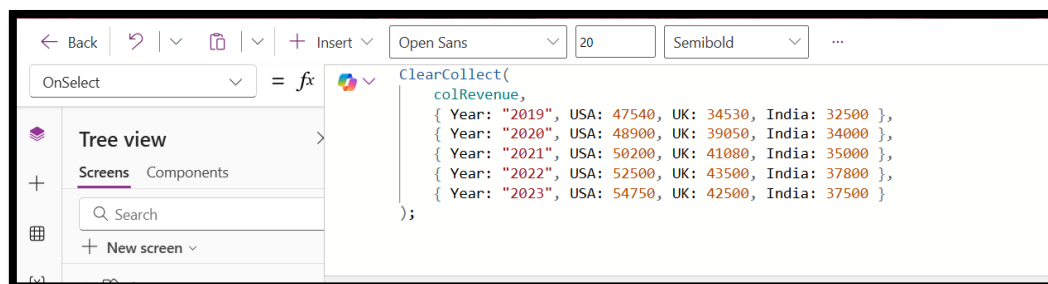 Back
Insert
Open Sans
20
Semibold
...
OnSelect
= fx
ClearCollect(
colRevenue,
{ Year: "2019", USA: 47540, UK: 34530, India: 32500 },
{ Year: "2020", USA: 48900, UK: 39050, India: 34000 },
{ Year: "2021", USA: 50200, UK: 41080, India: 35000 },
{ Year: "2022", USA: 52500, UK: 43500, India: 37800 },
{ Year: "2023", USA: 54750, UK: 42500, India: 37500 }
);
Tree view
Screens Components
Search
New screen